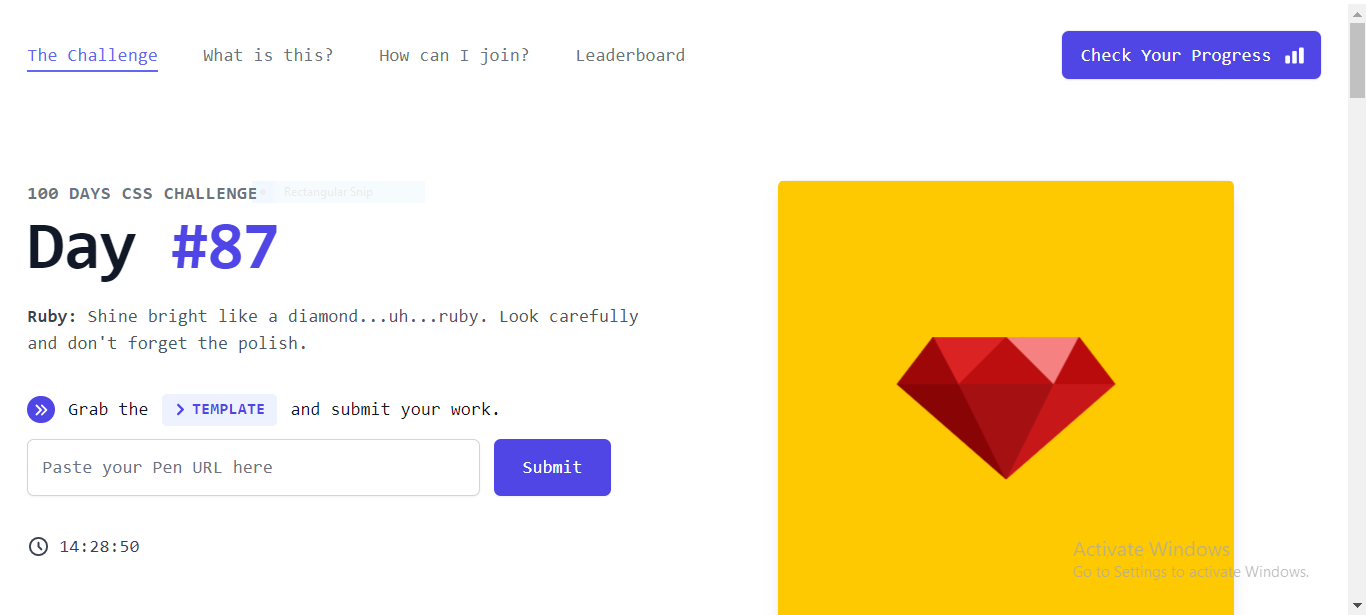 The Challenge What is this? How can I join? Leaderboard Check Your Progress
100 DAYS CSS CHALLENGE Rectangular Snip
Day #87
Ruby: Shine bright like a diamond...uh...ruby. Look carefully
and don't forget the polish.
Grab the TEMPLATE and submit your work.
Paste your Pen URL here Submit
14:28:50
Activate Windows
Go to Settings to activate Windows.